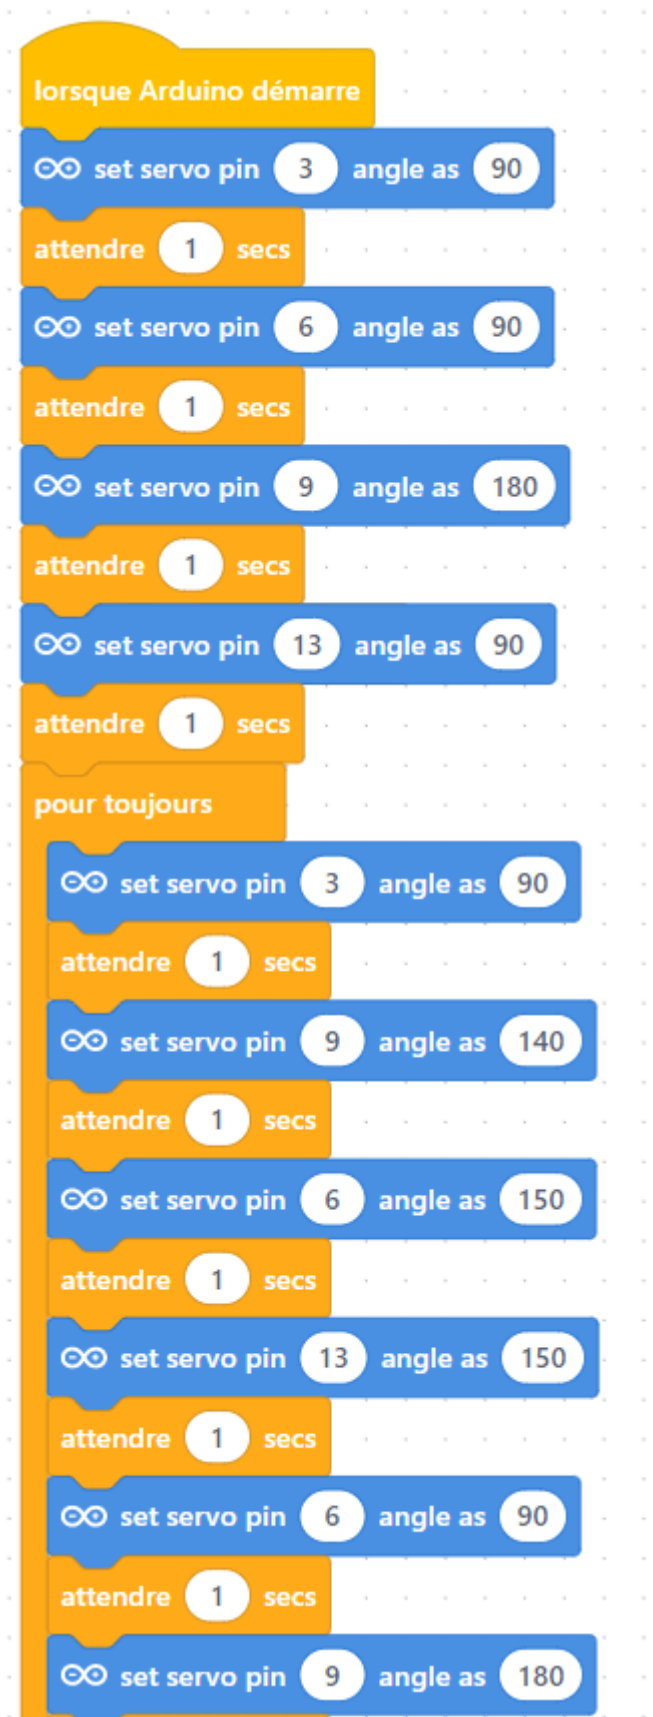 lorsque Arduino démarre
set servo pin 3 angle as 90
attendre 1 secs
set servo pin 6 angle as 90
attendre 1 secs
set servo pin 9 angle as 180
attendre 1 secs
set servo pin 13 angle as 90
attendre 1 secs
pour toujours
set servo pin 3 angle as 90
attendre 1 secs
set servo pin 9 angle as 140
attendre 1 secs
set servo pin 6 angle as 150
attendre 1 secs
set servo pin 13 angle as 150
attendre 1 secs
set servo pin 6 angle as 90
attendre 1 secs
set servo pin 9 angle as 180